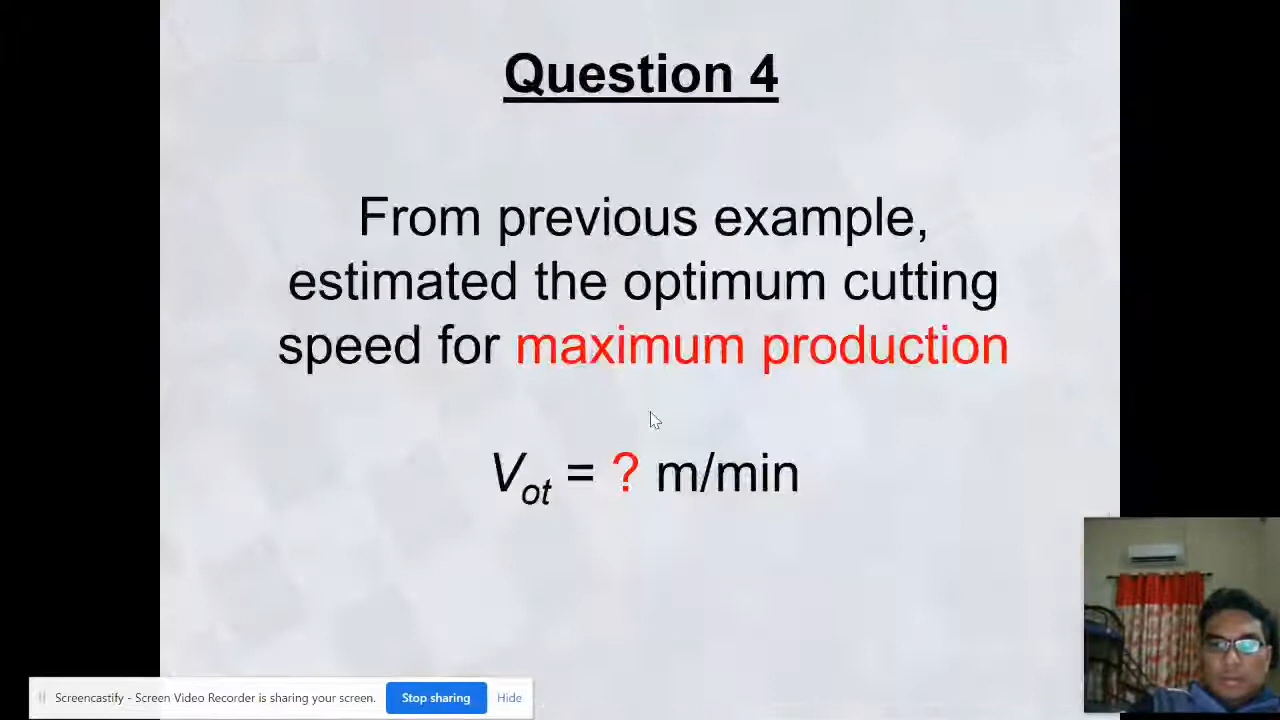 Question 4
From previous example,
estimated the optimum cutting
speed for maximum production
Vot = ? m/min
Screencastify - Screen Video Recorder is sharing your screen. Stop sharing Hide